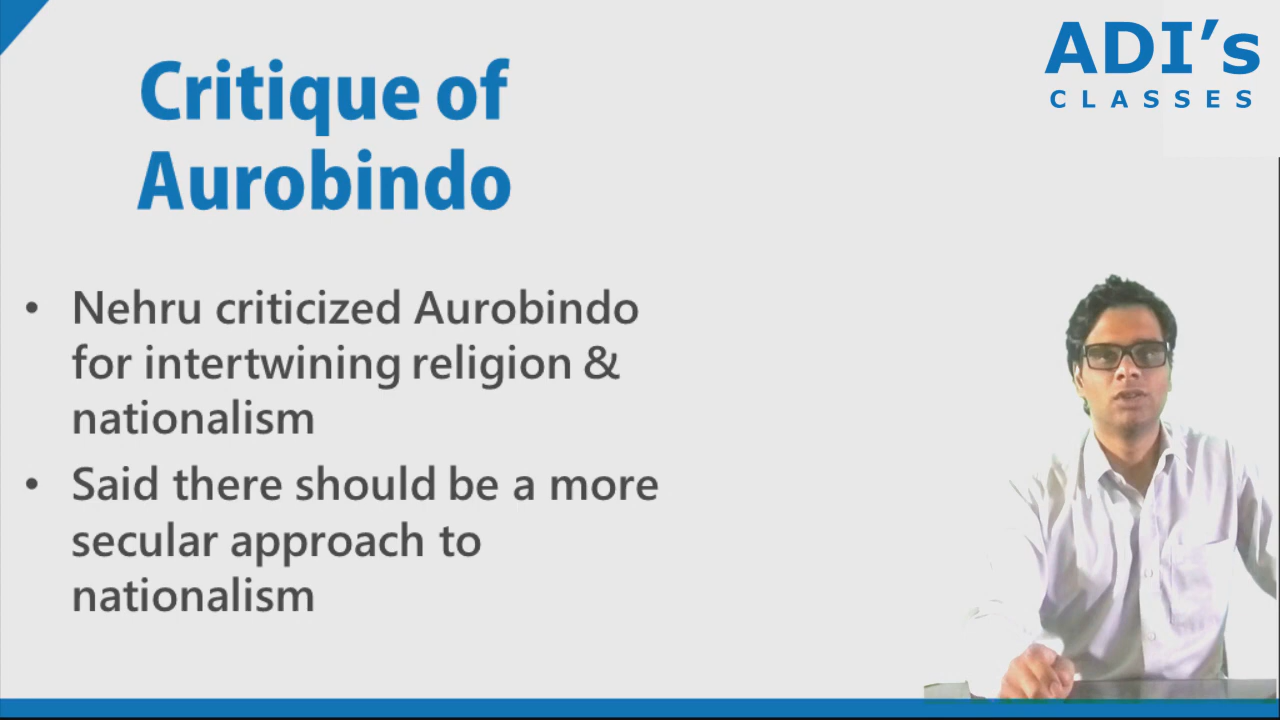 Critique of
Aurobindo
ADI's
CLASSES
• Nehru criticized Aurobindo
for intertwining religion &
nationalism
• Said there should be a more
secular approach to
nationalism